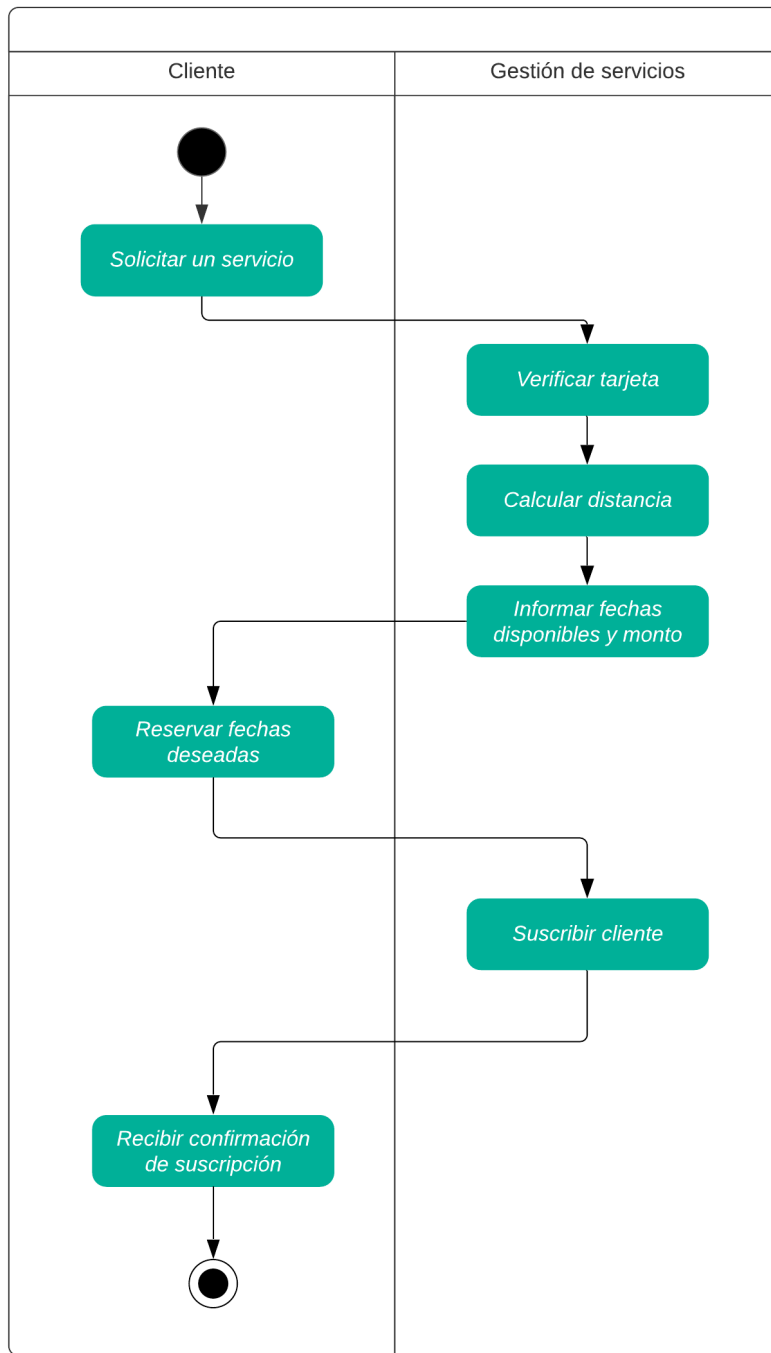 Cliente
Gestión de servicios
Solicitar un servicio
Verificar tarjeta
Calcular distancia
Informar fechas
disponibles y monto
Reservar fechas
deseadas
Suscribir cliente
Recibir confirmación
de suscripción